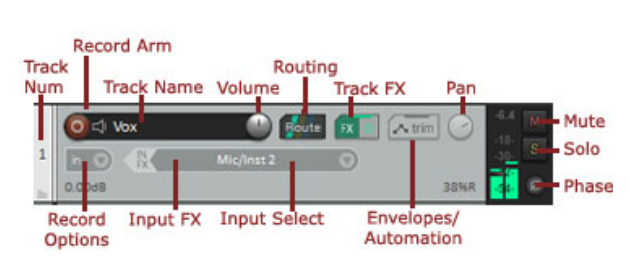 Record Arm
Track Num
Track Name
Volume
Routing
Track FX
Pan
Vox
Route
FX
trim
-6.4
M
Mute
1
in
IN FX
Mic/Inst 2
-18-
-30-
S
Solo
0.00dB
38%R
-54-
Phase
Record Options
Input FX
Input Select
Envelopes/
Automation